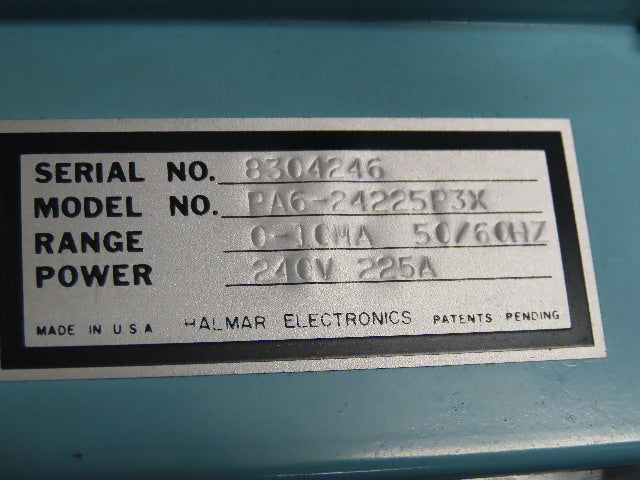 SERIAL NO. 8304246
MODEL NO. PA6-24225P3X
RANGE 0-10MA 50/60HZ
POWER 240V 225A
MADE IN U.S.A HALMAR ELECTRONICS PATENTS PENDING